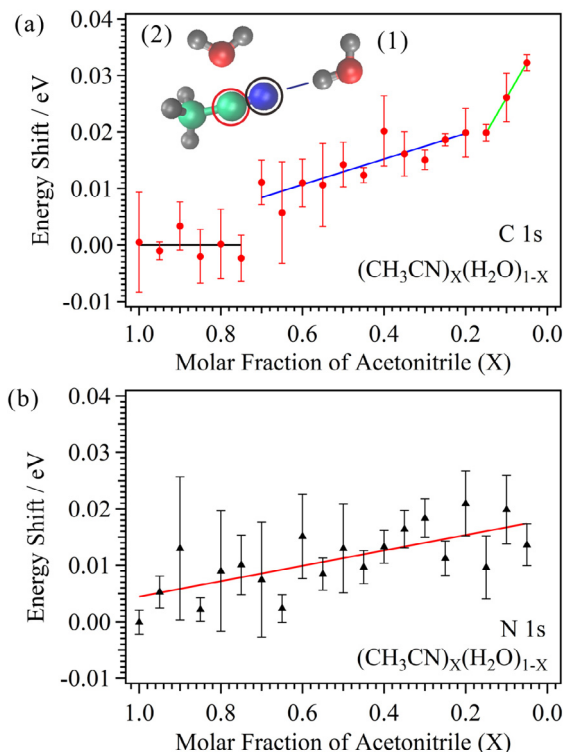 (a)
(2)
(1)
0.04
0.03
0.02
0.01
0.00
-0.01
Energy Shift / eV
C 1s
(CH₃CN)X(H₂O)1-X
1.0 0.8 0.6 0.4 0.2 0.0
Molar Fraction of Acetonitrile (X)
(b)
0.04
0.03
0.02
0.01
0.00
-0.01
Energy Shift / eV
N 1s
(CH₃CN)X(H₂O)1-X
1.0 0.8 0.6 0.4 0.2 0.0
Molar Fraction of Acetonitrile (X)